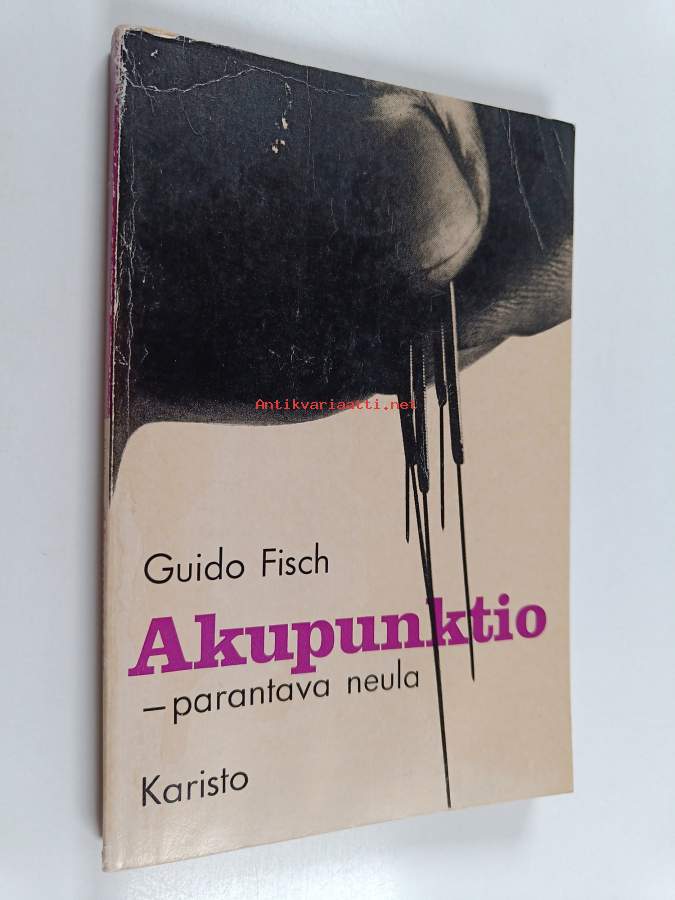 Antikvariaatti.net
Guido Fisch
Akupunktio
– parantava neula
Karisto